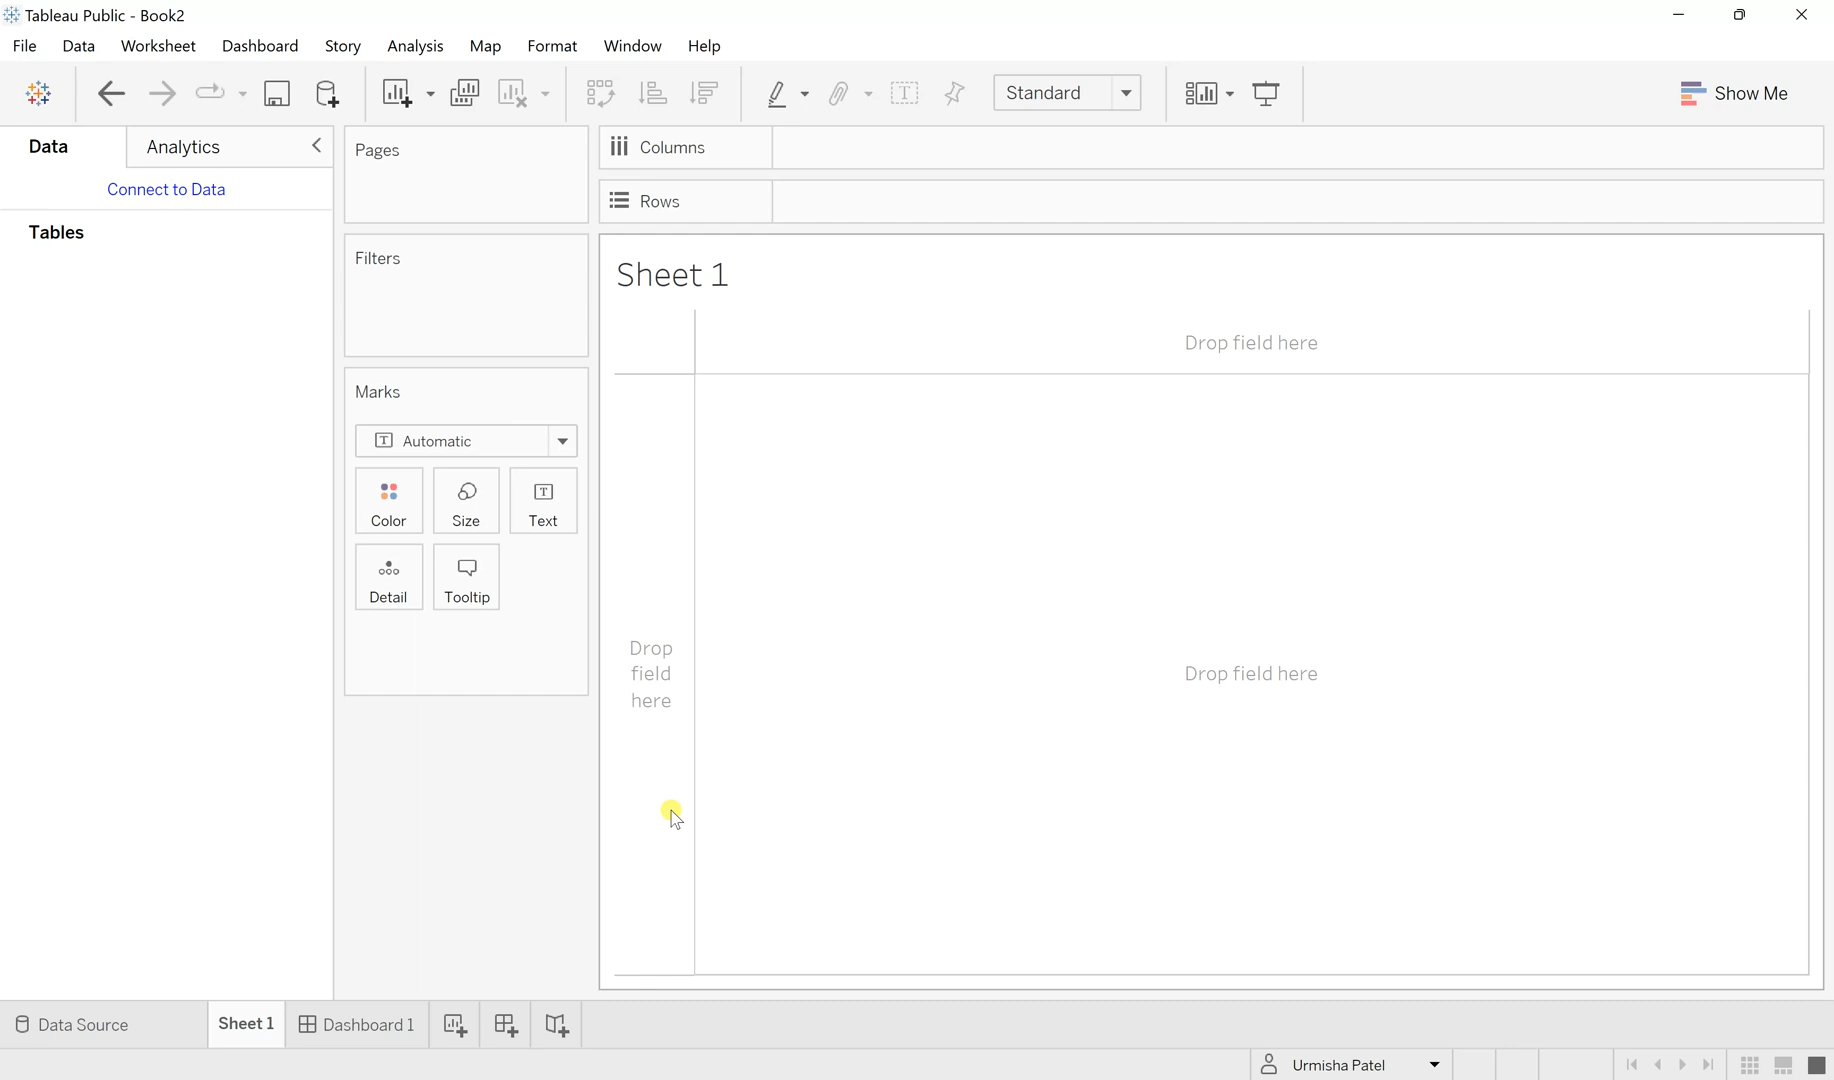 Tableau Public - Book2
File Data Worksheet Dashboard Story Analysis Map Format Window Help
Standard
Show Me
Data
Analytics
Connect to Data
Tables
Pages
Filters
Marks
T Automatic
Color
Size
T
Text
Detail
Tooltip
Columns
Rows
Sheet 1
Drop field here
Drop
field
here
Drop field here
Data Source
Sheet 1
Dashboard 1
Urmisha Patel